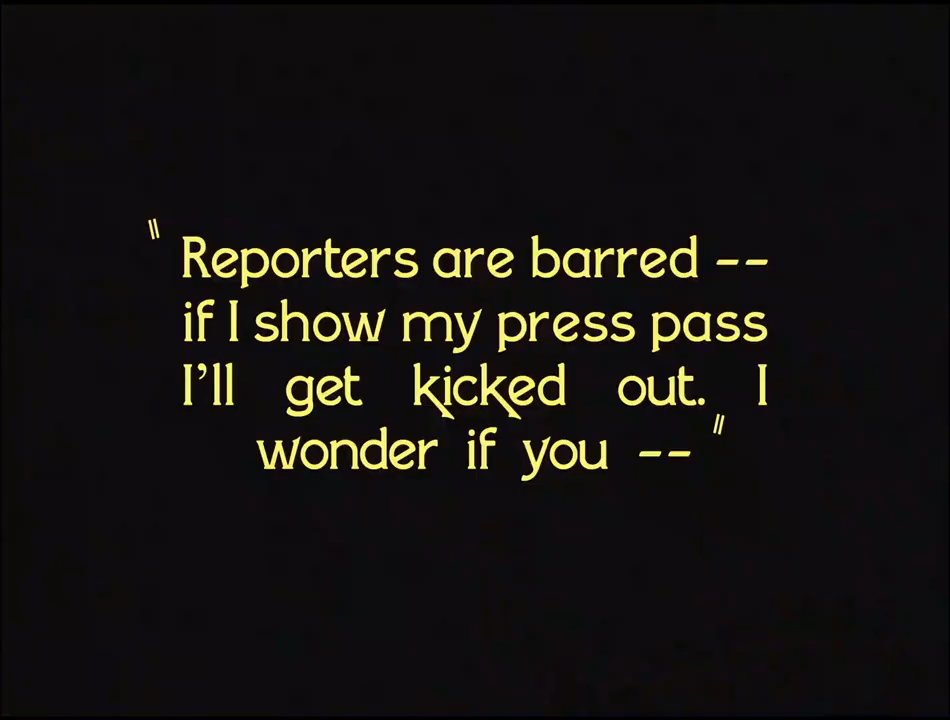 "Reporters are barred --
if I show my press pass
I'll get kicked out. I
wonder if you --"